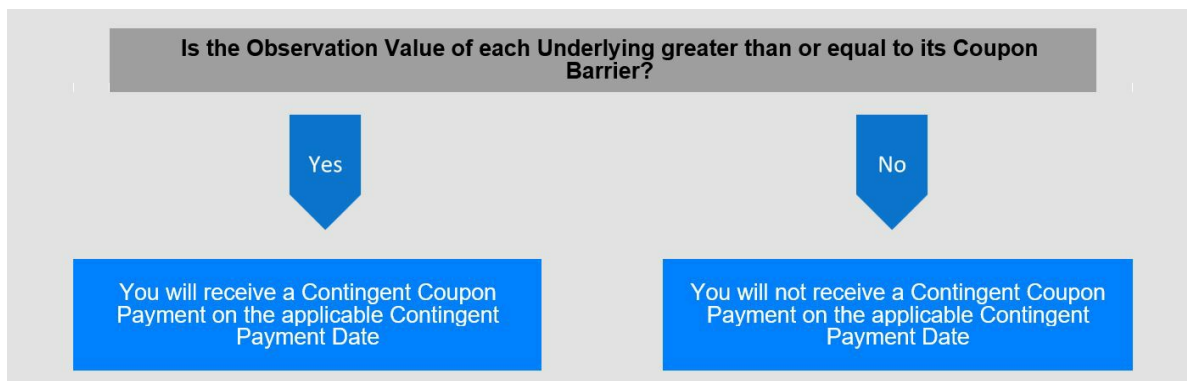 Is the Observation Value of each Underlying greater than or equal to its Coupon
Barrier?
Yes
No
You will receive a Contingent Coupon
Payment on the applicable Contingent
Payment Date
You will not receive a Contingent Coupon
Payment on the applicable Contingent
Payment Date